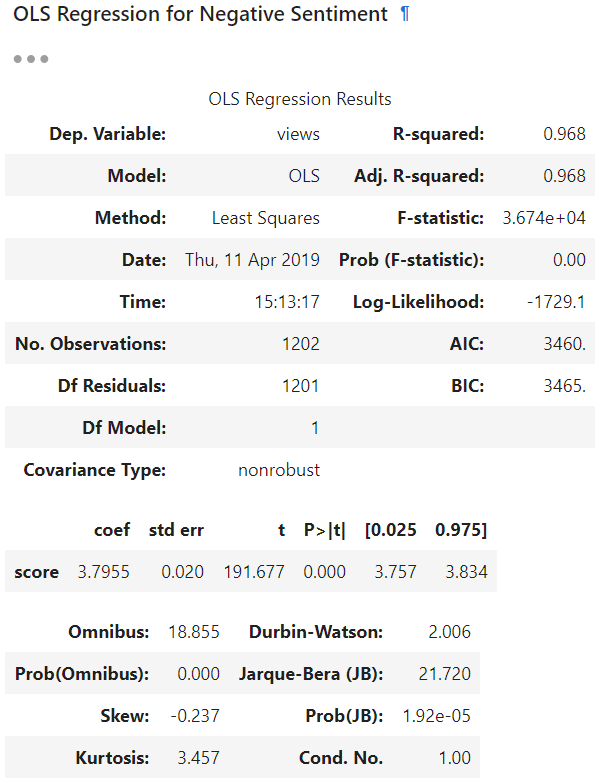 OLS Regression for Negative Sentiment ¶
OLS Regression Results
Dep. Variable: views R-squared: 0.968
Model: OLS Adj. R-squared: 0.968
Method: Least Squares F-statistic: 3.674e+04
Date: Thu, 11 Apr 2019 Prob (F-statistic): 0.00
Time: 15:13:17 Log-Likelihood: -1729.1
No. Observations: 1202 AIC: 3460.
Df Residuals: 1201 BIC: 3465.
Df Model: 1
Covariance Type: nonrobust
coef std err t P>|t| [0.025 0.975]
score 3.7955 0.020 191.677 0.000 3.757 3.834
Omnibus: 18.855 Durbin-Watson: 2.006
Prob(Omnibus): 0.000 Jarque-Bera (JB): 21.720
Skew: -0.237 Prob(JB): 1.92e-05
Kurtosis: 3.457 Cond. No. 1.00